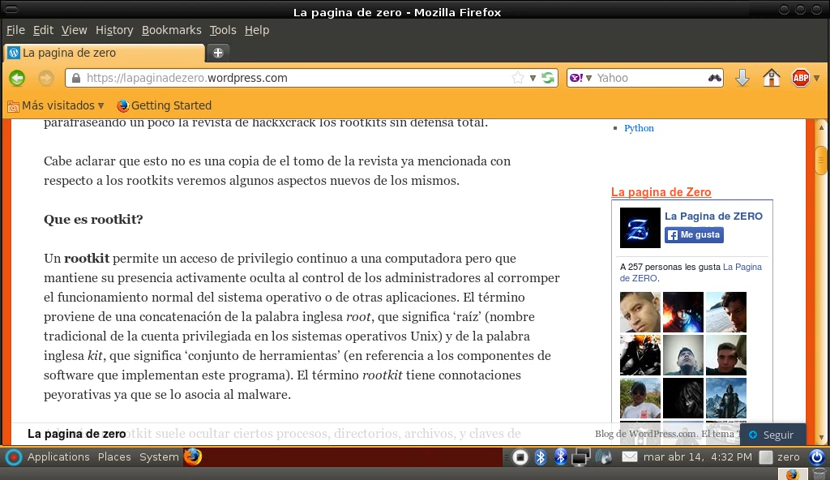 La pagina de zero - Mozilla Firefox
File Edit View History Bookmarks Tools Help
La pagina de zero
https://lapaginadezero.wordpress.com
Yahoo
ABP
Más visitados
Getting Started
parafraseando un poco la revista de hackxcrack los rootkits sin defensa total.
Cabe aclarar que esto no es una copia de el tomo de la revista ya mencionada con
respecto a los rootkits veremos algunos aspectos nuevos de los mismos.
Que es rootkit?
Un rootkit permite un acceso de privilegio continuo a una computadora pero que
mantiene su presencia activamente oculta al control de los administradores al corromper
el funcionamiento normal del sistema operativo o de otras aplicaciones. El término
proviene de una concatenación de la palabra inglesa root, que significa ‘raíz’ (nombre
tradicional de la cuenta privilegiada en los sistemas operativos Unix) y de la palabra
inglesa kit, que significa ‘conjunto de herramientas’ (en referencia a los componentes de
software que implementan este programa). El término rootkit tiene connotaciones
peyorativas ya que se lo asocia al malware.
rootkit suele ocultar ciertos procesos, directorios, archivos, y claves de
Python
La pagina de Zero
La Pagina de ZERO
Me gusta
A 257 personas les gusta La Pagina
de ZERO.
La pagina de zero
Blog de WordPress.com. El tema
Seguir
Applications Places System
mar abr 14, 4:32 PM
zero